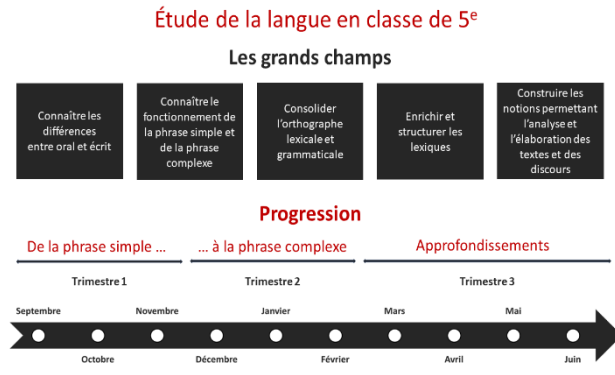 Étude de la langue en classe de 5e
Les grands champs
Connaître les
différences
entre oral et écrit
Connaître le
fonctionnement de
la phrase simple et
de la phrase
complexe
Consolider
l'orthographe
lexicale et
grammaticale
Enrichir et
structurer les
lexiques
Construire les
notions permettant
l'analyse et
l'élaboration des
textes et des
discours
Progression
De la phrase simple ...
... à la phrase complexe
Approfondissements
Trimestre 1
Trimestre 2
Trimestre 3
Septembre
Novembre
Janvier
Mars
Mai
Octobre
Décembre
Février
Avril
Juin